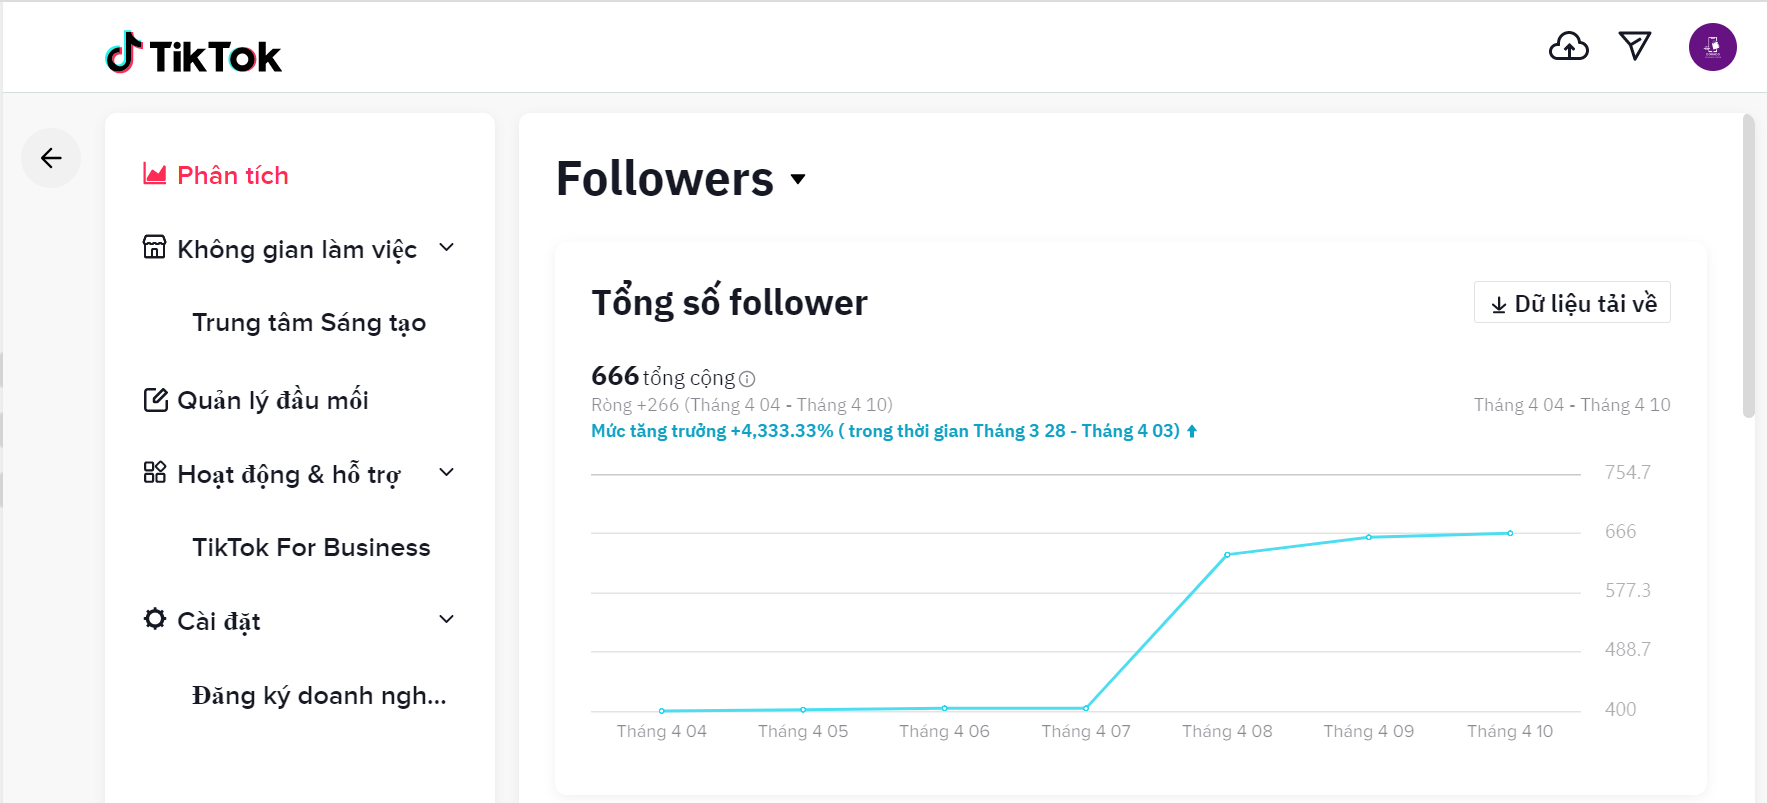 TikTok
Phân tích
Không gian làm việc
Trung tâm Sáng tạo
Quản lý đầu mối
Hoạt động & hỗ trợ
TikTok For Business
Cài đặt
Đăng ký doanh ngh...
Followers
Tổng số follower
Dữ liệu tải về
666 tổng cộng
Ròng +266 (Tháng 4 04 - Tháng 4 10)
Tháng 4 04 - Tháng 4 10
Mức tăng trưởng +4,333.33% ( trong thời gian Tháng 3 28 - Tháng 4 03)
754.7
666
577.3
488.7
400
Tháng 4 04 Tháng 4 05 Tháng 4 06 Tháng 4 07 Tháng 4 08 Tháng 4 09 Tháng 4 10